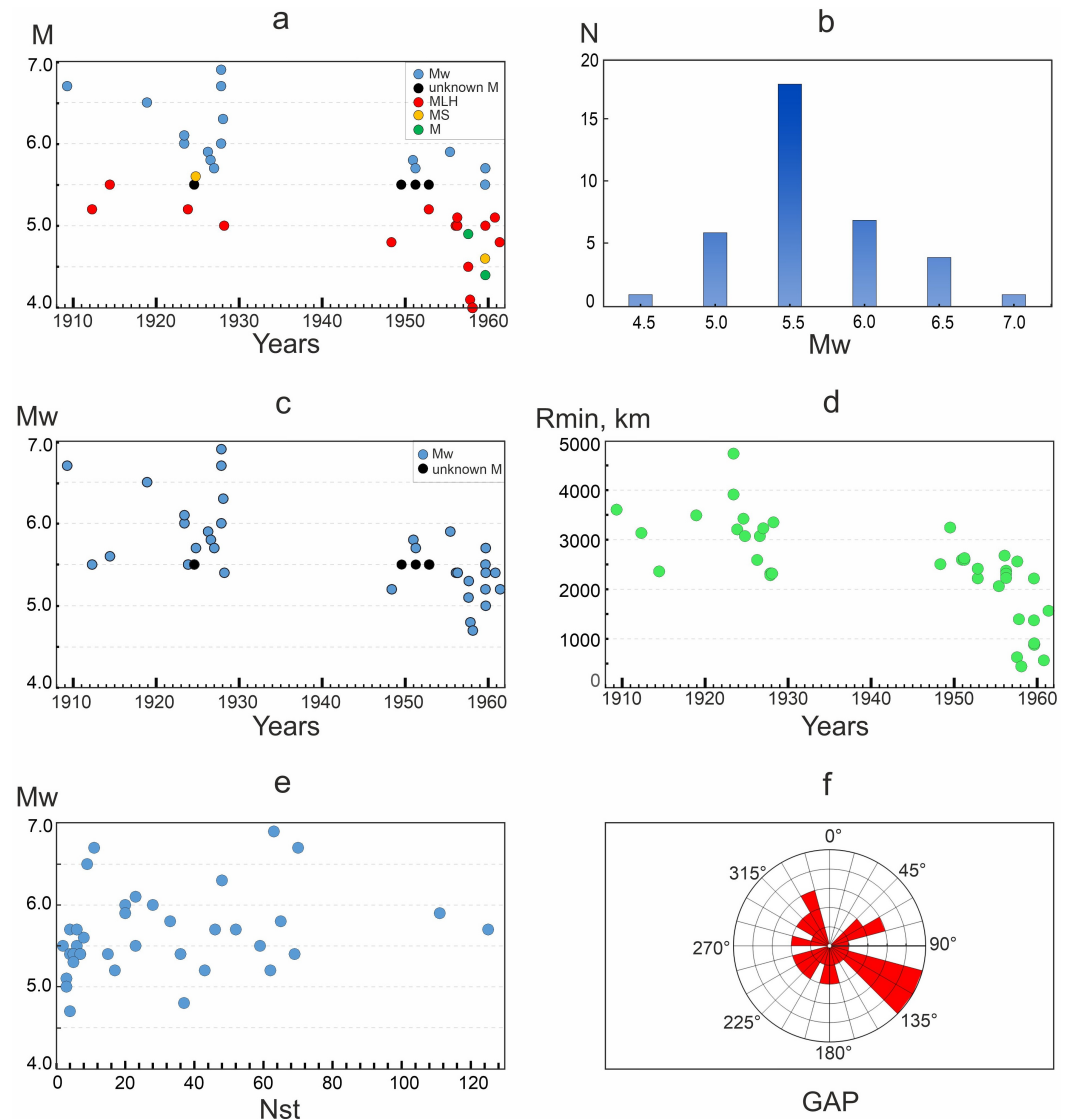 a
M
7.0
6.0
5.0
4.0
Mw
unknown M
MLH
MS
M
1910 1920 1930 1940 1950 1960
Years
b
N
20
15
10
5
0
4.5 5.0 5.5 6.0 6.5 7.0
Mw
c
Mw
7.0
6.0
5.0
4.0
Mw
unknown M
1910 1920 1930 1940 1950 1960
Years
d
Rmin, km
5000
4000
3000
2000
1000
0
1910 1920 1930 1940 1950 1960
Years
e
Mw
7.0
6.0
5.0
4.0
0 20 40 60 80 100 120
Nst
f
0°
45°
90°
135°
180°
225°
270°
315°
GAP